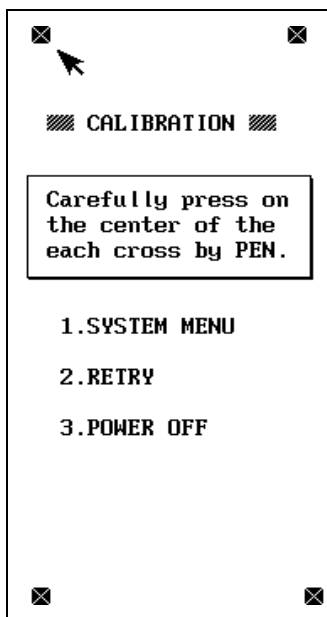 CALIBRATION
Carefully press on
the center of the
each cross by PEN.
1.SYSTEM MENU
2.RETRY
3.POWER OFF